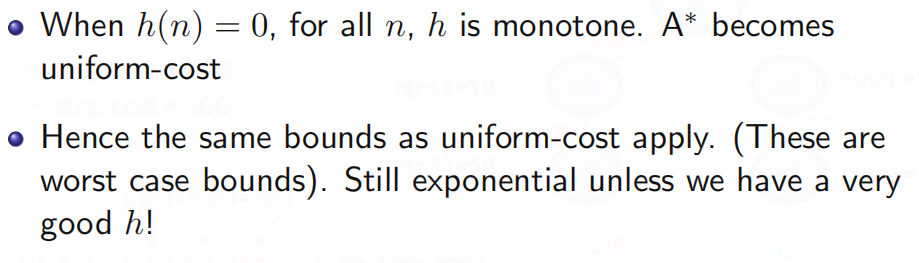 When h(n) = 0, for all n, h is monotone. A* becomes
uniform-cost
Hence the same bounds as uniform-cost apply. (These are
worst case bounds). Still exponential unless we have a very
good h!